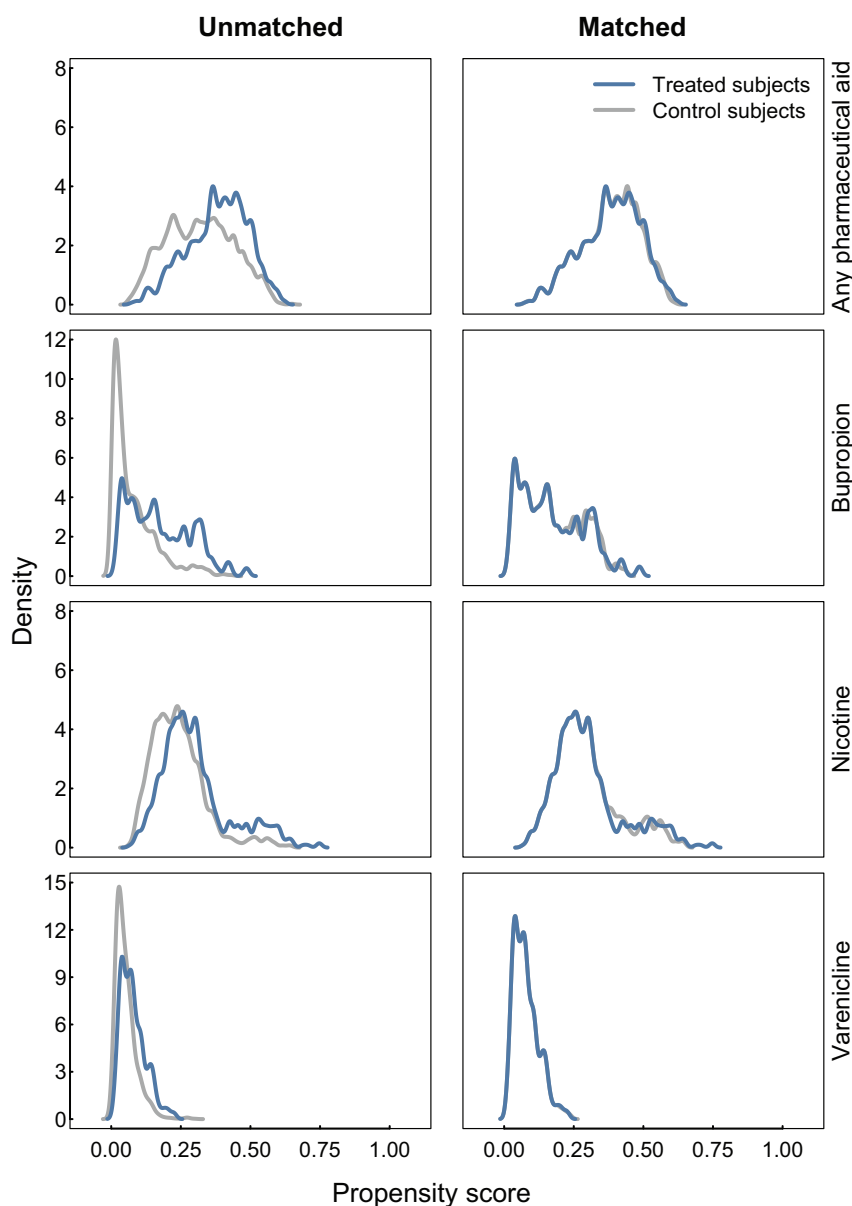 Unmatched
Matched
8
6
4
2
0
Treated subjects
Control subjects
Any pharmaceutical aid
12
10
8
6
4
2
0
Bupropion
Density
8
6
4
2
0
Nicotine
15
12
9
6
3
0
Varenicline
0.00 0.25 0.50 0.75 1.00
0.00 0.25 0.50 0.75 1.00
Propensity score